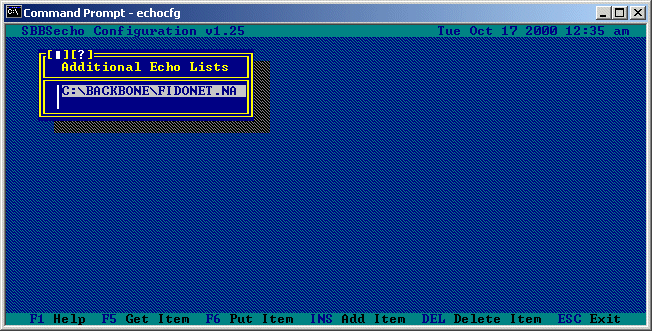 Command Prompt - echocfg
SBBSecho Configuration v1.25 Tue Oct 17 2000 12:35 am
[▮][?]
Additional Echo Lists
C:\BACKBONE\FIDONET.NA
F1 Help F5 Get Item F6 Put Item INS Add Item DEL Delete Item ESC Exit